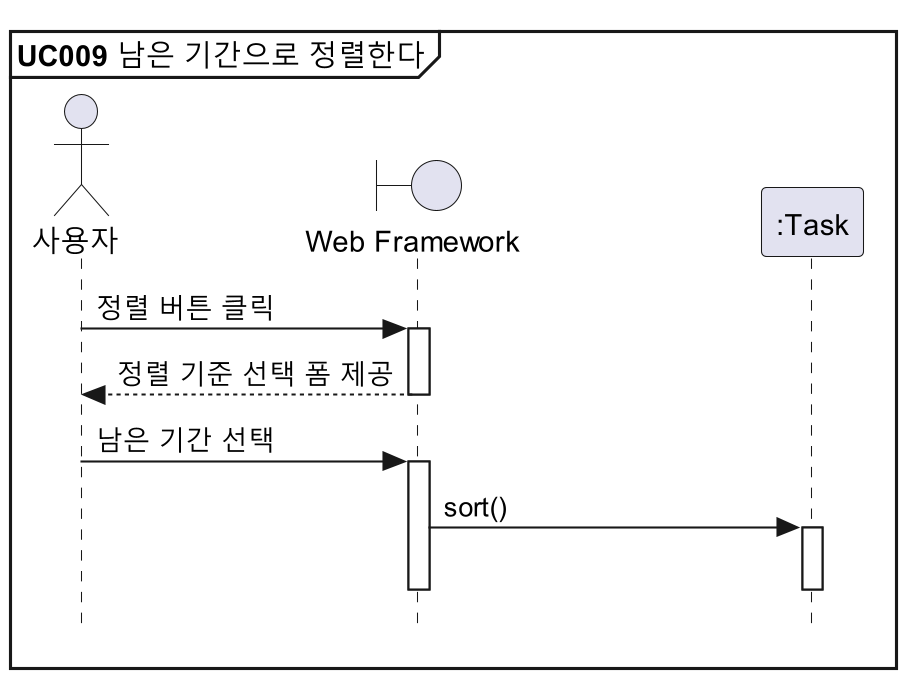 UC009 남은 기간으로 정렬한다
사용자
Web Framework
:Task
정렬 버튼 클릭
정렬 기준 선택 폼 제공
남은 기간 선택
sort()